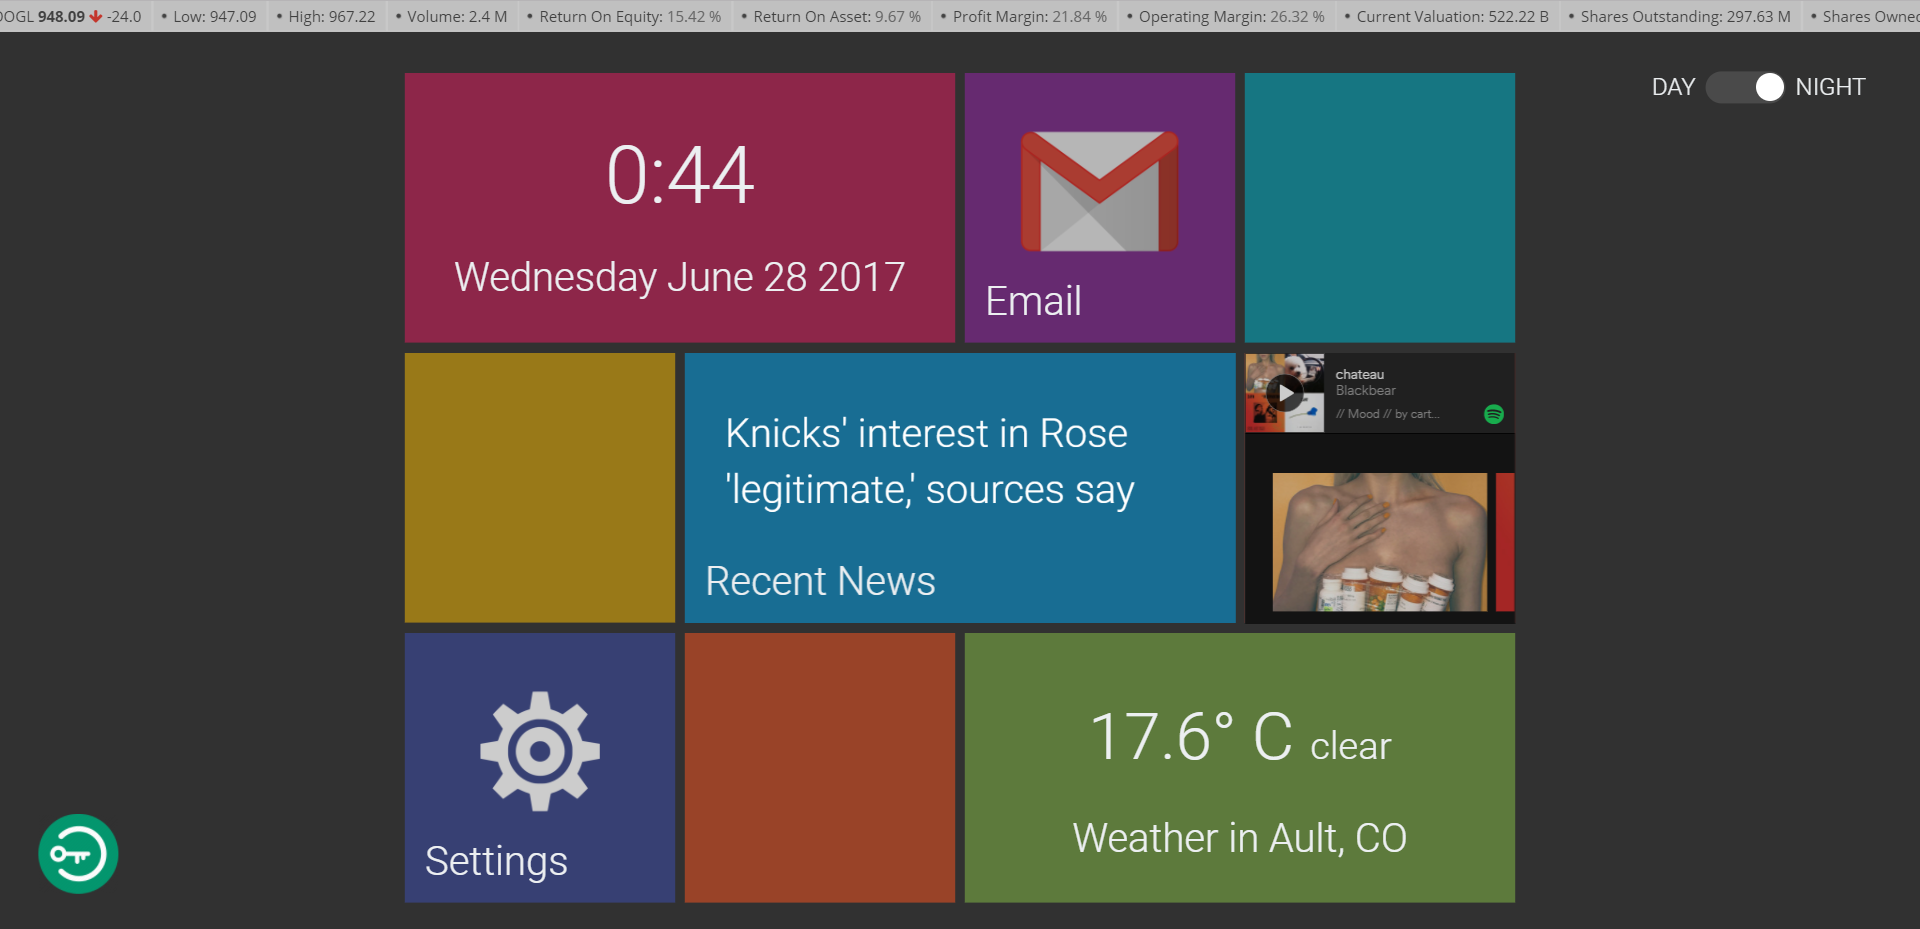 OOGL 948.09 -24.0 • Low: 947.09 • High: 967.22 • Volume: 2.4 M • Return On Equity: 15.42 % • Return On Asset: 9.67 % • Profit Margin: 21.84 % • Operating Margin: 26.32 % • Current Valuation: 522.22 B • Shares Outstanding: 297.63 M • Shares Owned
DAY NIGHT
0:44
Wednesday June 28 2017
Email
Knicks' interest in Rose
'legitimate,' sources say
Recent News
chateau
Blackbear
// Mood // by cart...
Settings
17.6° C clear
Weather in Ault, CO